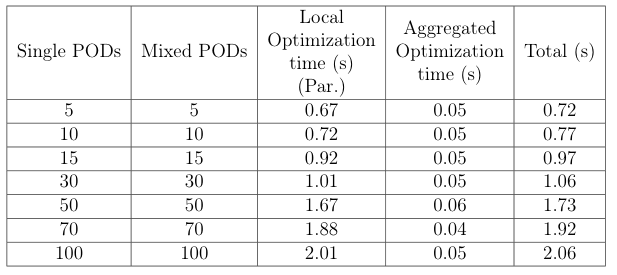 Single PODs Mixed PODs Local Optimization time (s) (Par.) Aggregated Optimization time (s) Total (s)
5 5 0.67 0.05 0.72
10 10 0.72 0.05 0.77
15 15 0.92 0.05 0.97
30 30 1.01 0.05 1.06
50 50 1.67 0.06 1.73
70 70 1.88 0.04 1.92
100 100 2.01 0.05 2.06